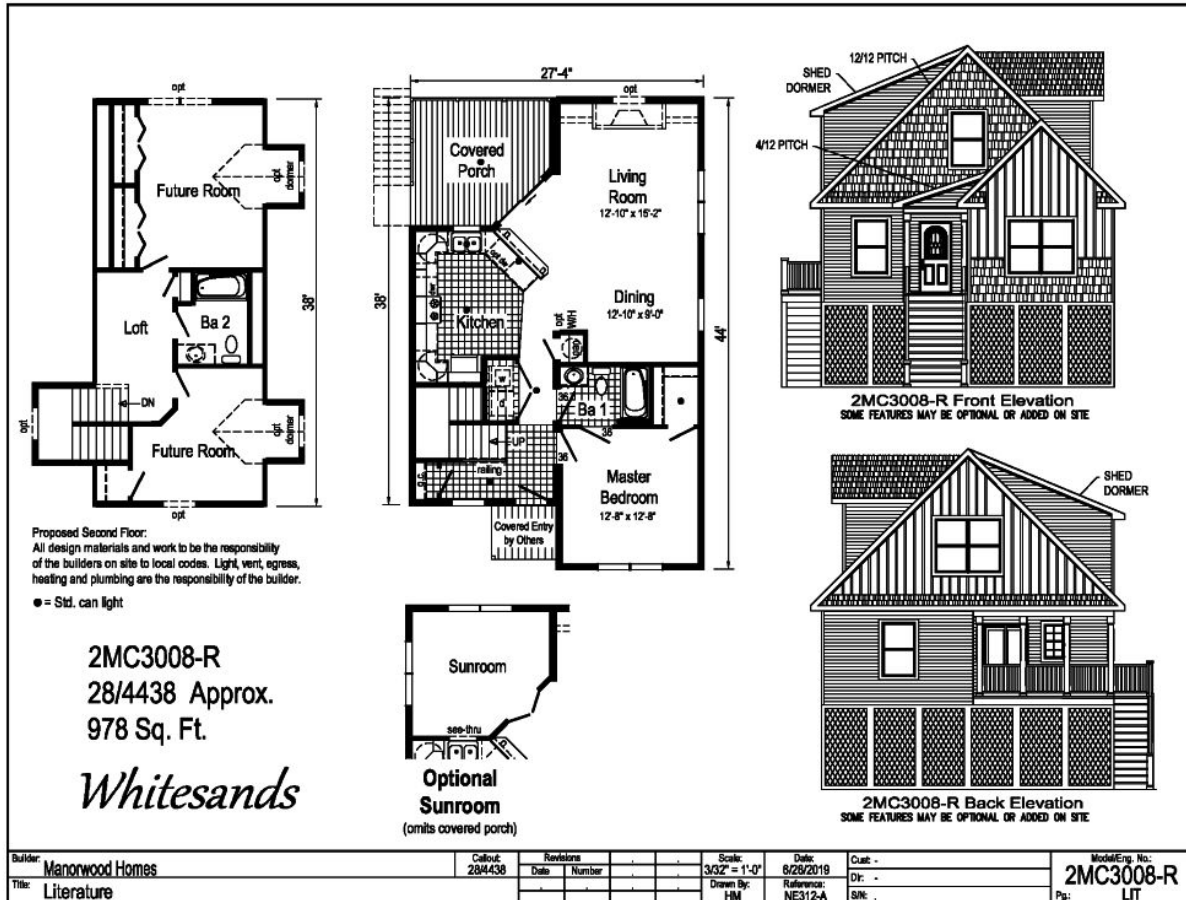 opt
Future Room
opt dormer
38'
Loft
Ba 2
DN
opt
Future Room
opt dormer
opt
Proposed Second Floor:
All design materials and work to be the responsibility
of the builders on site to local codes. Light, vent, egress,
heating and plumbing are the responsibility of the builder.
● = Std. can light
2MC3008-R
28/4438 Approx.
978 Sq. Ft.
Whitesands
27'-4"
opt
Covered
Porch
Living
Room
12'-10" x 15'-2"
38'
44'
opt dw
Kitchen
Dining
12'-10" x 9'-0"
opt
W/H
Ba 1
36
36
36
UP
railing
Master
Bedroom
12'-8" x 12'-8"
Covered Entry
by Others
Sunroom
see-thru
Optional
Sunroom
(omits covered porch)
12/12 PITCH
SHED
DORMER
4/12 PITCH
2MC3008-R Front Elevation
SOME FEATURES MAY BE OPTIONAL OR ADDED ON SITE
SHED
DORMER
2MC3008-R Back Elevation
SOME FEATURES MAY BE OPTIONAL OR ADDED ON SITE
Builder: Manorwood Homes
Title: Literature
Callout: 28/4438
Revisions
Date Number
Scale: 3/32" = 1'-0"
Drawn By: HM
Date: 6/26/2019
Reference: NE312-A
Cust: -
Dlr: -
S/N:
Model/Eng. No.:
2MC3008-R
Pg.: LIT